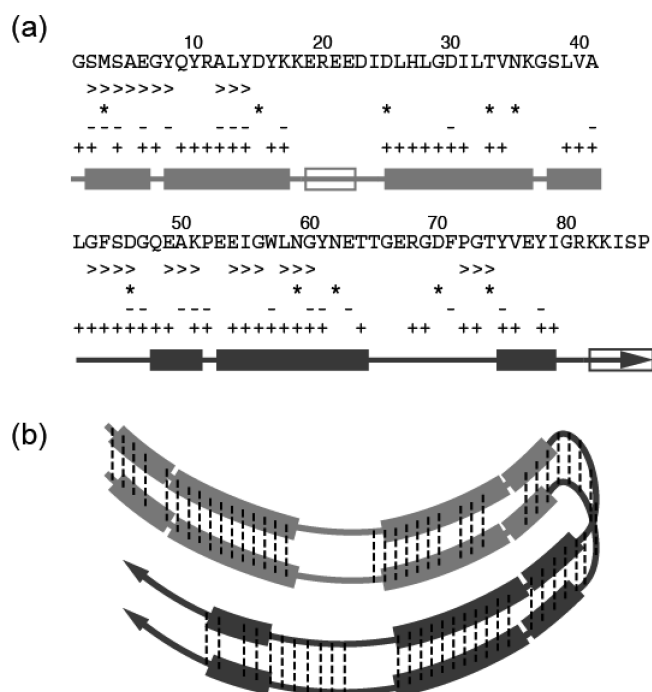 (a)
10 20 30 40
GSMSAEGYQYRALYDYKKEREEDIDLHLGDILTVNKGSLVA
>>>>>>> >>>
* * * * *
--- - - --- - - -
++ + ++ ++++++ ++ +++++++ ++ +++
50 60 70 80
LGFSDGQEAKPEEIGWLNGYNETTGERGDFPGTYVEYIGRKKISP
>>>> >>> >>> >>> >>>
* * * * *
-- --- - -- - - - -
++++++++ ++ ++++++++ + ++ ++ ++ ++
(b)